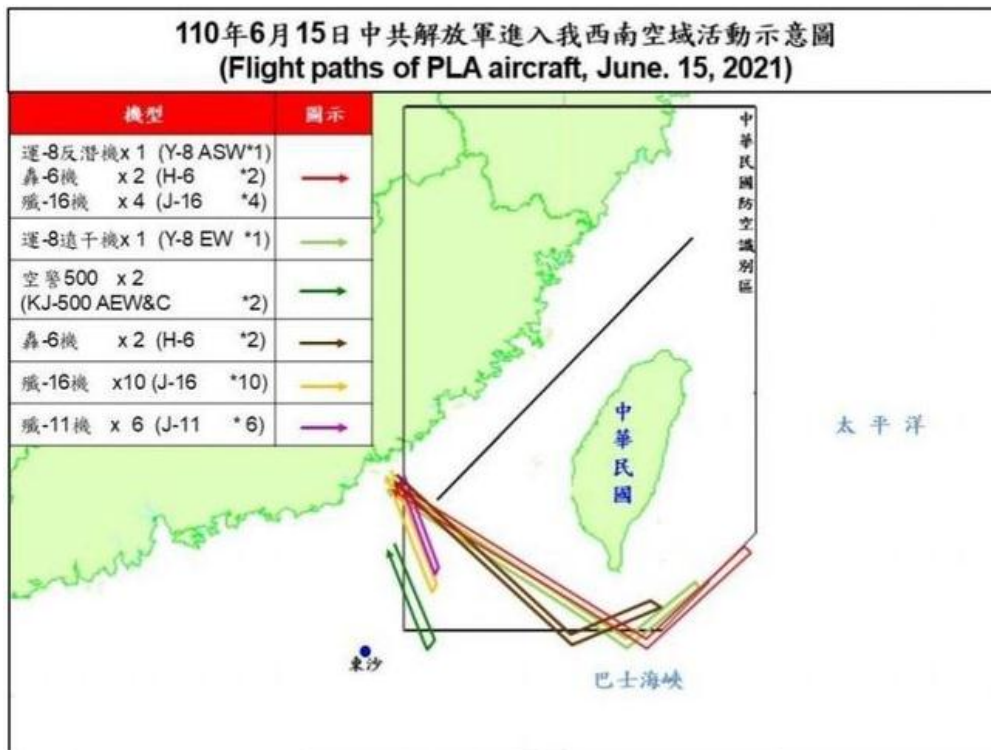 110年6月15日中共解放軍進入我西南空域活動示意圖
(Flight paths of PLA aircraft, June. 15, 2021)
機型 圖示
運-8反潛機x 1 (Y-8 ASW*1)
轟-6機 x 2 (H-6 *2)
殲-16機 x 4 (J-16 *4)
運-8遠干機x 1 (Y-8 EW *1)
空警500 x 2
(KJ-500 AEW&C *2)
轟-6機 x 2 (H-6 *2)
殲-16機 x10 (J-16 *10)
殲-11機 x 6 (J-11 * 6)
中華民國防空識別區
中華民國
太平洋
東沙
巴士海峽